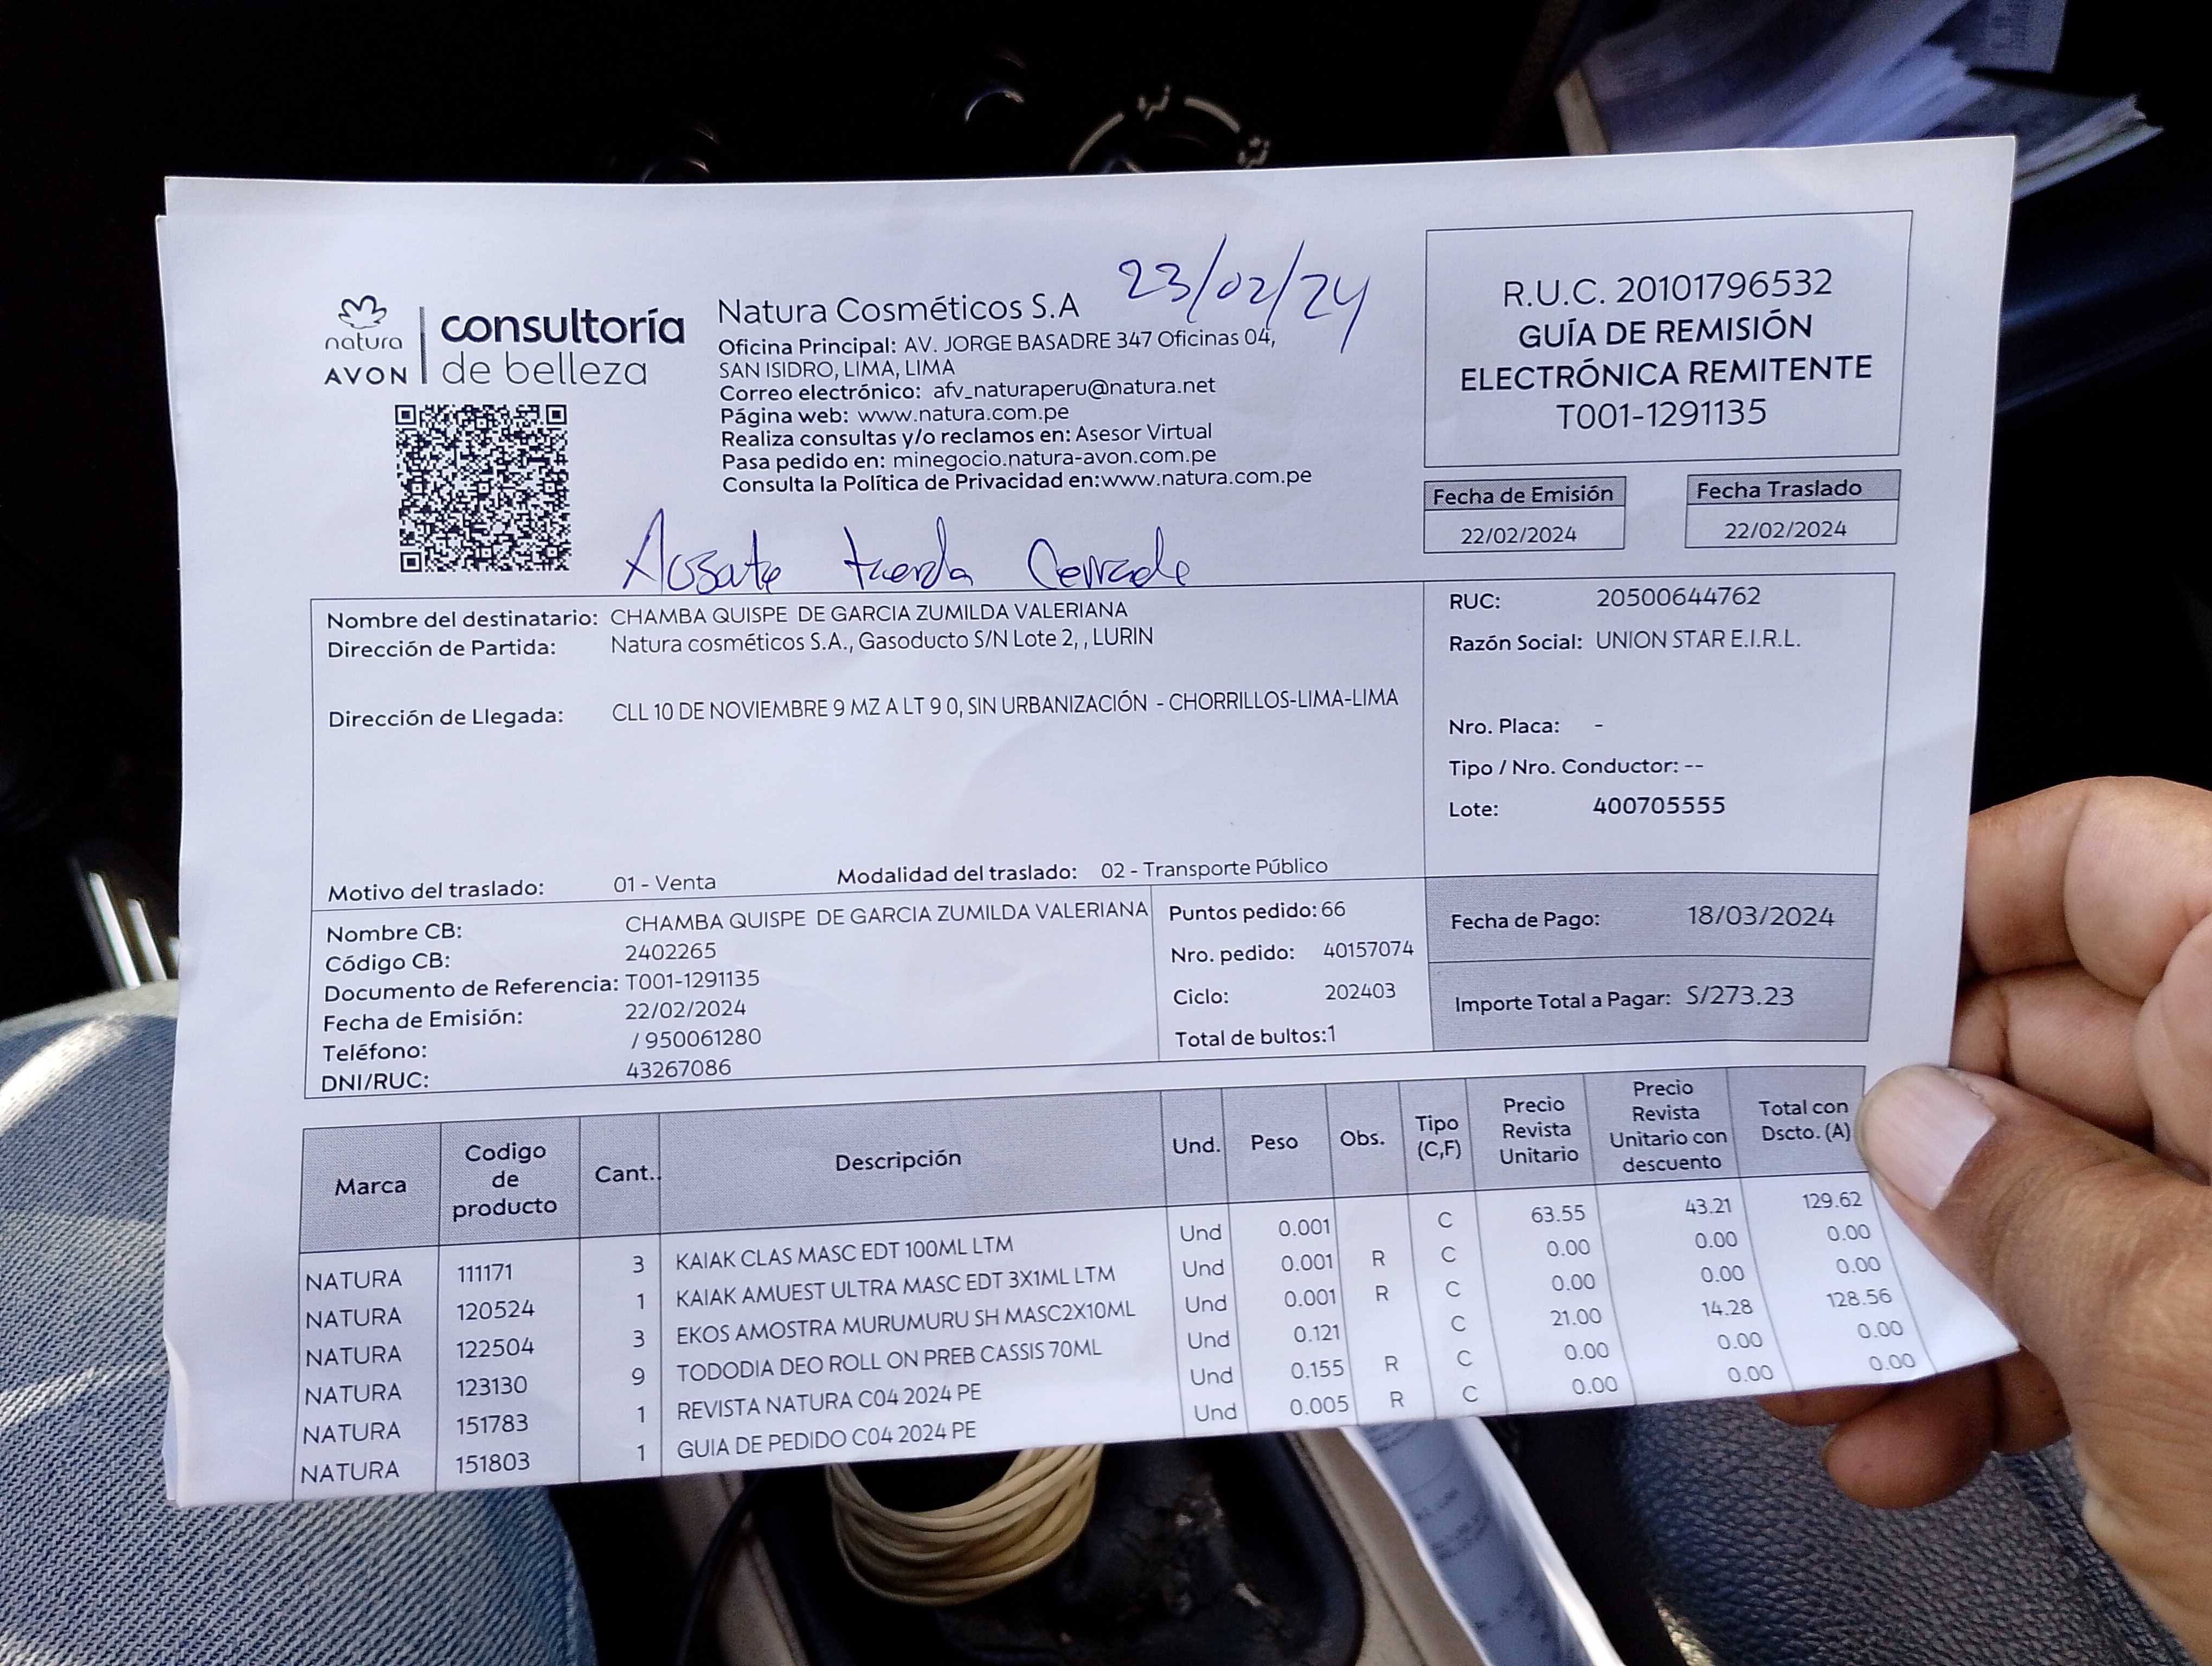 natura
AVON
consultoría
de belleza
Natura Cosméticos S.A
23/02/24
Oficina Principal: AV. JORGE BASADRE 347 Oficinas 04,
SAN ISIDRO, LIMA, LIMA
Correo electrónico: afv_naturaperu@natura.net
Página web: www.natura.com.pe
Realiza consultas y/o reclamos en: Asesor Virtual
Pasa pedido en: minegocio.natura-avon.com.pe
Consulta la Política de Privacidad en:www.natura.com.pe
R.U.C. 20101796532
GUÍA DE REMISIÓN
ELECTRÓNICA REMITENTE
T001-1291135
Fecha de Emisión
22/02/2024
Fecha Traslado
22/02/2024
tienda Cerrada
Nombre del destinatario: CHAMBA QUISPE DE GARCIA ZUMILDA VALERIANA
Dirección de Partida: Natura cosméticos S.A., Gasoducto S/N Lote 2, , LURIN
Dirección de Llegada: CLL 10 DE NOVIEMBRE 9 MZ A LT 9 0, SIN URBANIZACIÓN - CHORRILLOS-LIMA-LIMA
Motivo del traslado: 01 - Venta Modalidad del traslado: 02 - Transporte Público
RUC: 20500644762
Razón Social: UNION STAR E.I.R.L.
Nro. Placa: -
Tipo / Nro. Conductor: --
Lote: 400705555
Nombre CB: CHAMBA QUISPE DE GARCIA ZUMILDA VALERIANA
Código CB: 2402265
Documento de Referencia: T001-1291135
Fecha de Emisión: 22/02/2024
Teléfono: / 950061280
DNI/RUC: 43267086
Puntos pedido: 66
Nro. pedido: 40157074
Ciclo: 202403
Total de bultos:1
Fecha de Pago: 18/03/2024
Importe Total a Pagar: S/273.23
Marca Codigo de producto Cant.. Descripción Und. Peso Obs. Tipo (C,F) Precio Revista Unitario Precio Revista Unitario con descuento Total con Dscto. (A)
NATURA 111171 3 KAIAK CLAS MASC EDT 100ML LTM Und 0.001 C 63.55 43.21 129.62
NATURA 120524 1 KAIAK AMUEST ULTRA MASC EDT 3X1ML LTM Und 0.001 R C 0.00 0.00 0.00
NATURA 122504 3 EKOS AMOSTRA MURUMURU SH MASC2X10ML Und 0.001 R C 0.00 0.00 0.00
NATURA 123130 9 TODODIA DEO ROLL ON PREB CASSIS 70ML Und 0.121 C 21.00 14.28 128.56
NATURA 151783 1 REVISTA NATURA C04 2024 PE Und 0.155 R C 0.00 0.00 0.00
NATURA 151803 1 GUIA DE PEDIDO C04 2024 PE Und 0.005 R C 0.00 0.00 0.00